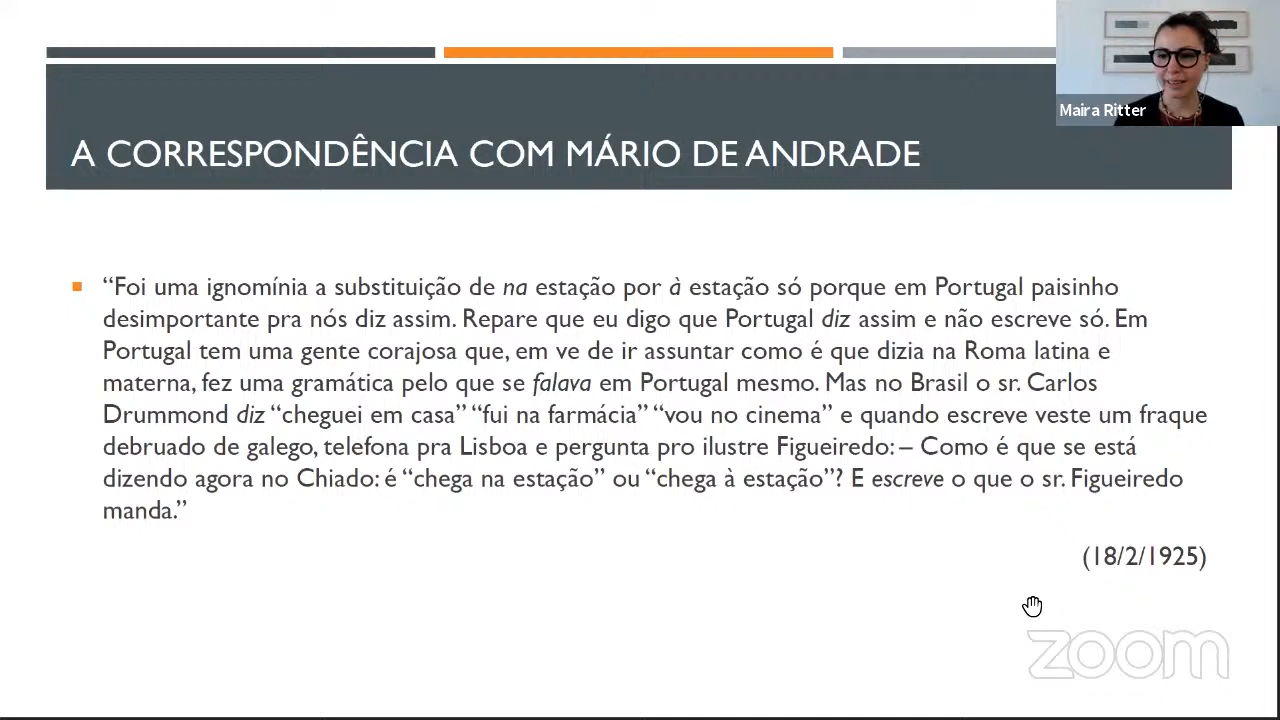 Maira Ritter
A CORRESPONDÊNCIA COM MÁRIO DE ANDRADE
“Foi uma ignomínia a substituição de na estação por à estação só porque em Portugal paisinho
desimportante pra nós diz assim. Repare que eu digo que Portugal diz assim e não escreve só. Em
Portugal tem uma gente corajosa que, em ve de ir assuntar como é que dizia na Roma latina e
materna, fez uma gramática pelo que se falava em Portugal mesmo. Mas no Brasil o sr. Carlos
Drummond diz “cheguei em casa” “fui na farmácia” “vou no cinema” e quando escreve veste um fraque
debruado de galego, telefona pra Lisboa e pergunta pro ilustre Figueiredo: – Como é que se está
dizendo agora no Chiado: é “chega na estação” ou “chega à estação”? E escreve o que o sr. Figueiredo
manda.”
(18/2/1925)
zoom